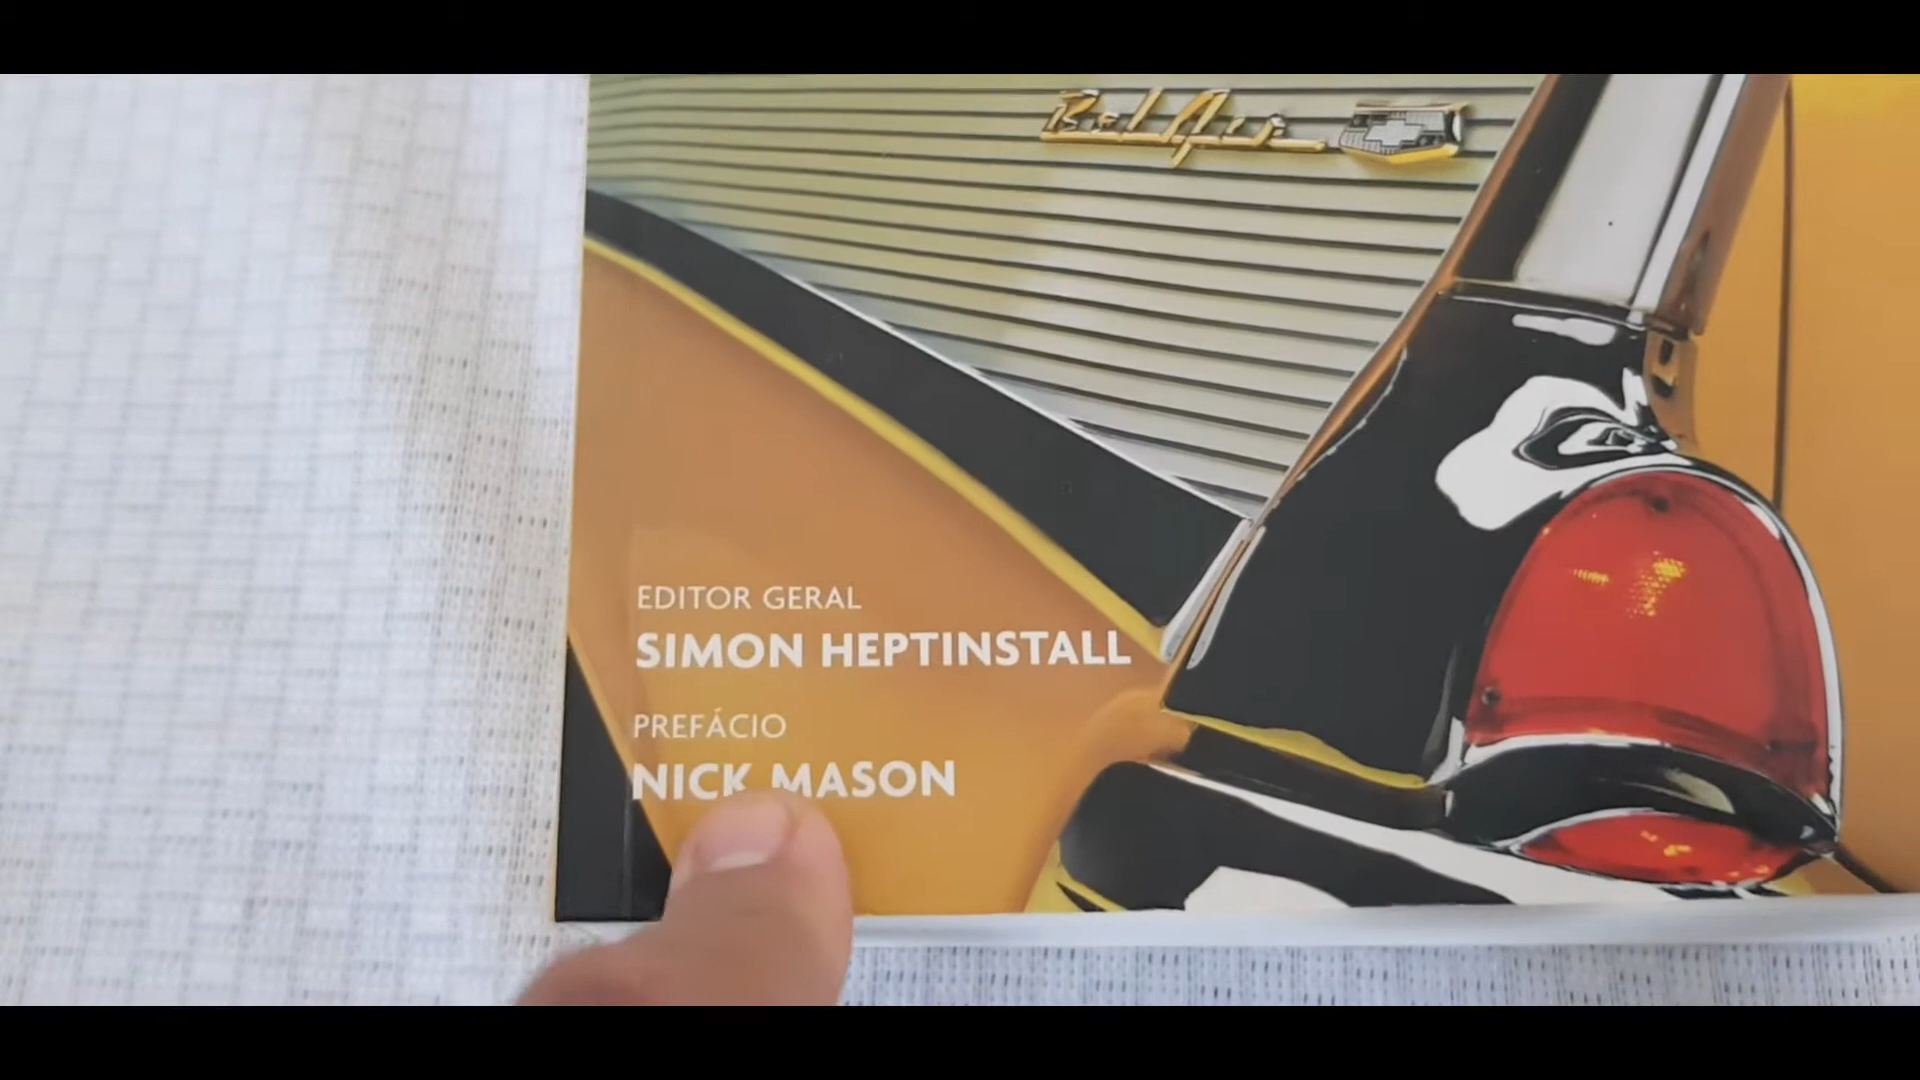 Bel Air
EDITOR GERAL
SIMON HEPTINSTALL
PREFÁCIO
NICK MASON